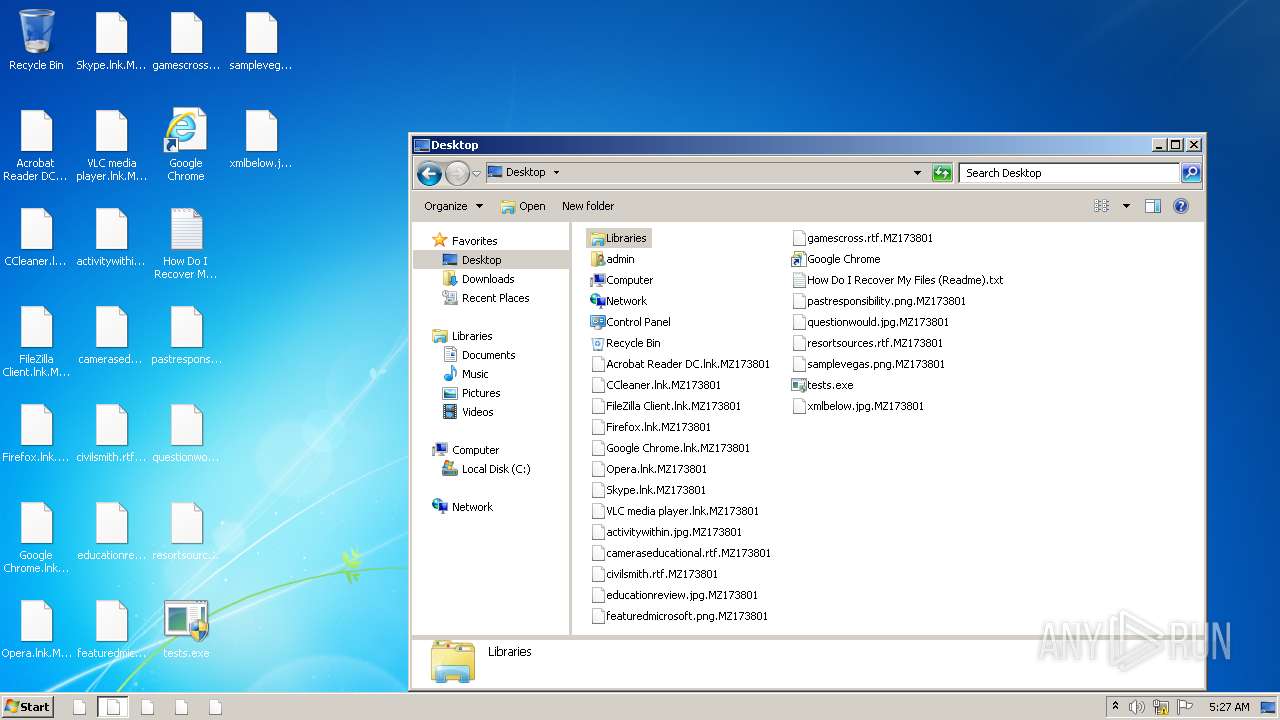 Recycle Bin
Skype.lnk.M...
gamescross...
sampleveg...
Acrobat
Reader DC...
VLC media
player.lnk.M...
Google
Chrome
xmlbelow.j...
CCleaner.l...
activitywithi...
How Do I
Recover M...
FileZilla
Client.lnk.M...
camerased...
pastrespons...
Firefox.lnk....
civilsmith.rtf...
questionwo...
Google
Chrome.lnk...
educationre...
resortsourc...
Opera.lnk.M...
featuredmic...
tests.exe
Desktop
Desktop
Search Desktop
Organize
Open
New folder
Favorites
Desktop
Downloads
Recent Places
Libraries
Documents
Music
Pictures
Videos
Computer
Local Disk (C:)
Network
Libraries
admin
Computer
Network
Control Panel
Recycle Bin
Acrobat Reader DC.lnk.MZ173801
CCleaner.lnk.MZ173801
FileZilla Client.lnk.MZ173801
Firefox.lnk.MZ173801
Google Chrome.lnk.MZ173801
Opera.lnk.MZ173801
Skype.lnk.MZ173801
VLC media player.lnk.MZ173801
activitywithin.jpg.MZ173801
cameraseducational.rtf.MZ173801
civilsmith.rtf.MZ173801
educationreview.jpg.MZ173801
featuredmicrosoft.png.MZ173801
gamescross.rtf.MZ173801
Google Chrome
How Do I Recover My Files (Readme).txt
pastresponsibility.png.MZ173801
questionwould.jpg.MZ173801
resortsources.rtf.MZ173801
samplevegas.png.MZ173801
tests.exe
xmlbelow.jpg.MZ173801
Libraries
ANY RUN
Start
5:27 AM